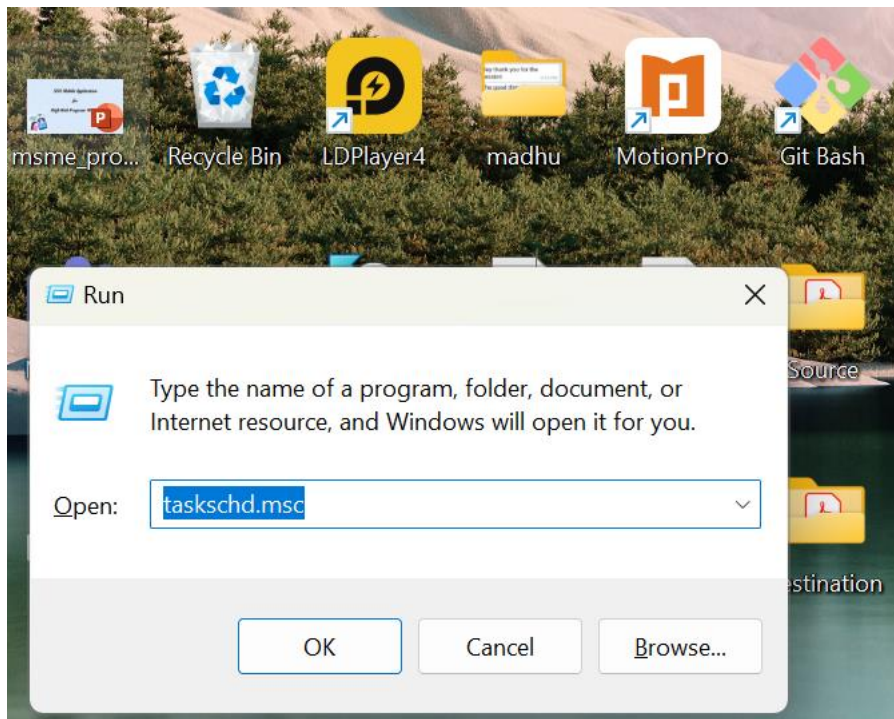 msme_pro...
Recycle Bin
LDPlayer4
madhu
MotionPro
Git Bash
Run
Source
Type the name of a program, folder, document, or
Internet resource, and Windows will open it for you.
Open:
taskschd.msc
estination
OK
Cancel
Browse...